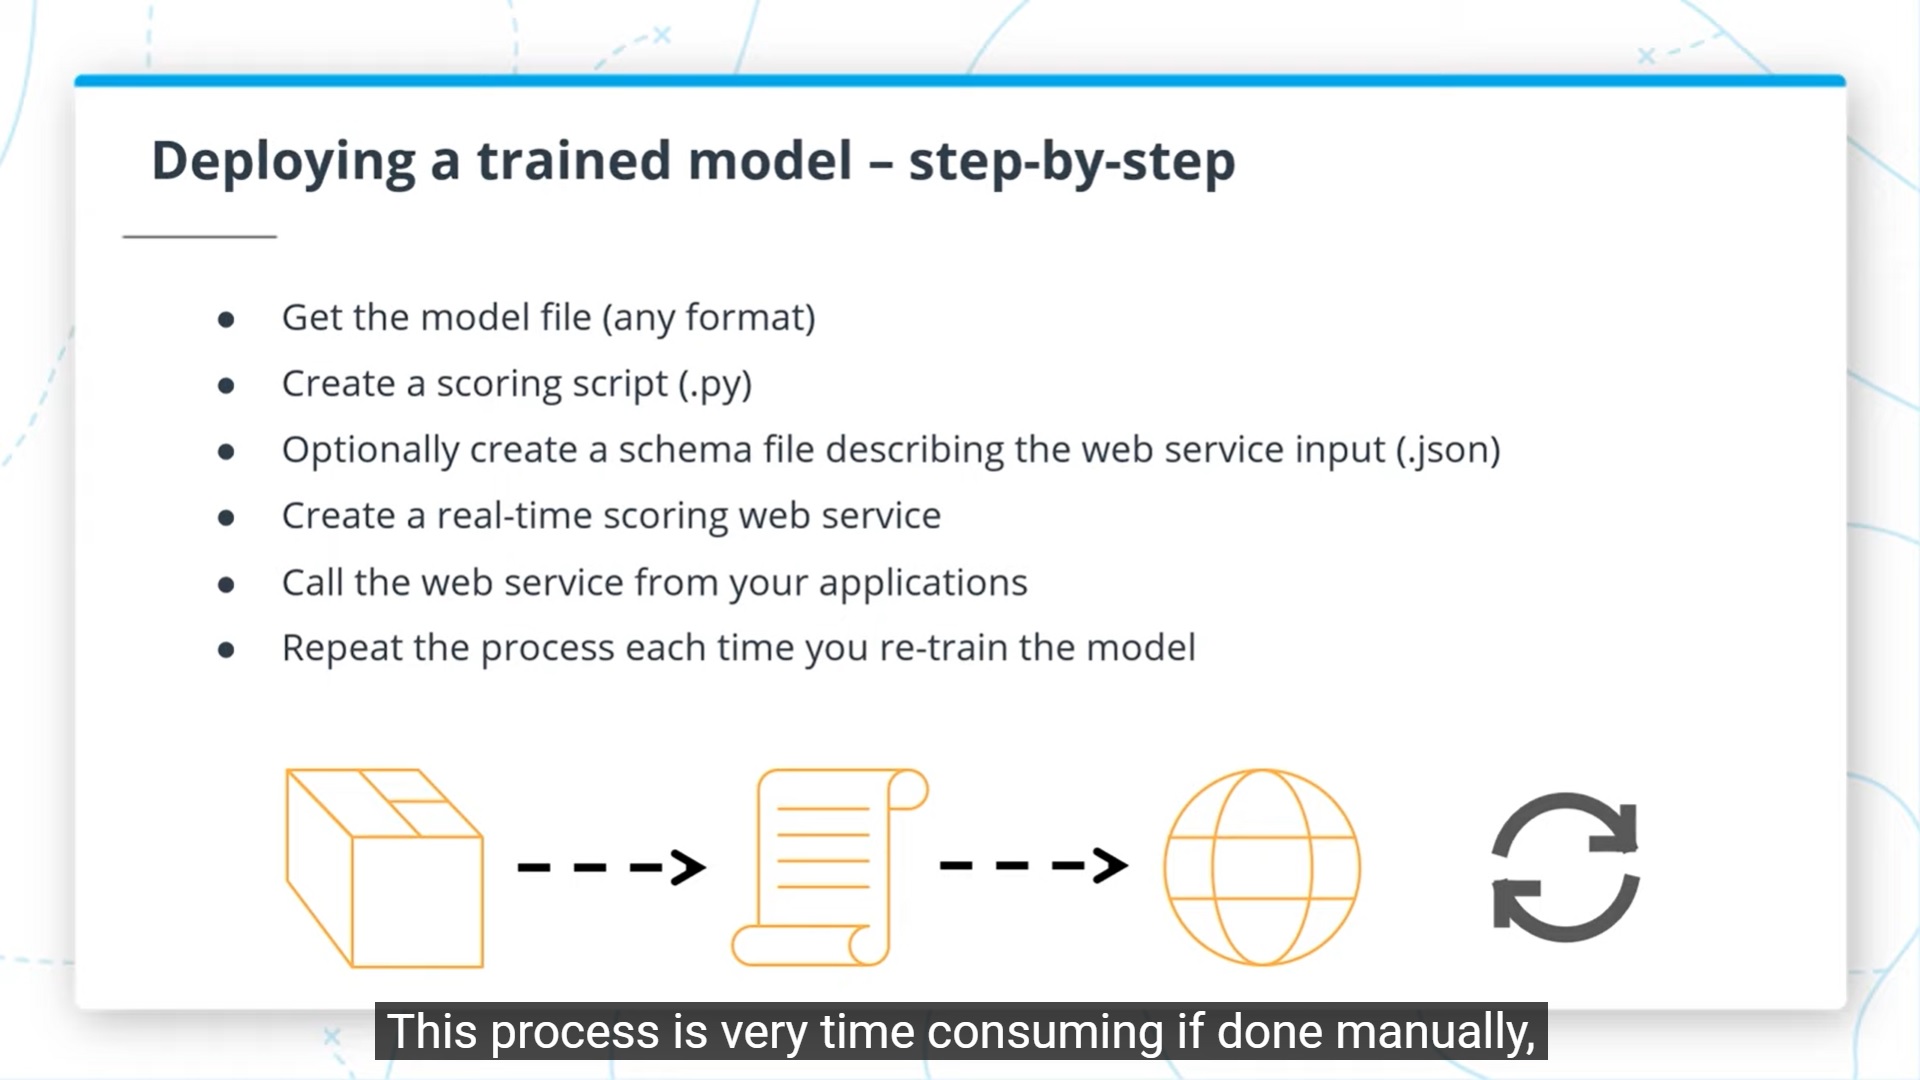 Deploying a trained model – step-by-step
● Get the model file (any format)
● Create a scoring script (.py)
● Optionally create a schema file describing the web service input (.json)
● Create a real-time scoring web service
● Call the web service from your applications
● Repeat the process each time you re-train the model
This process is very time consuming if done manually,